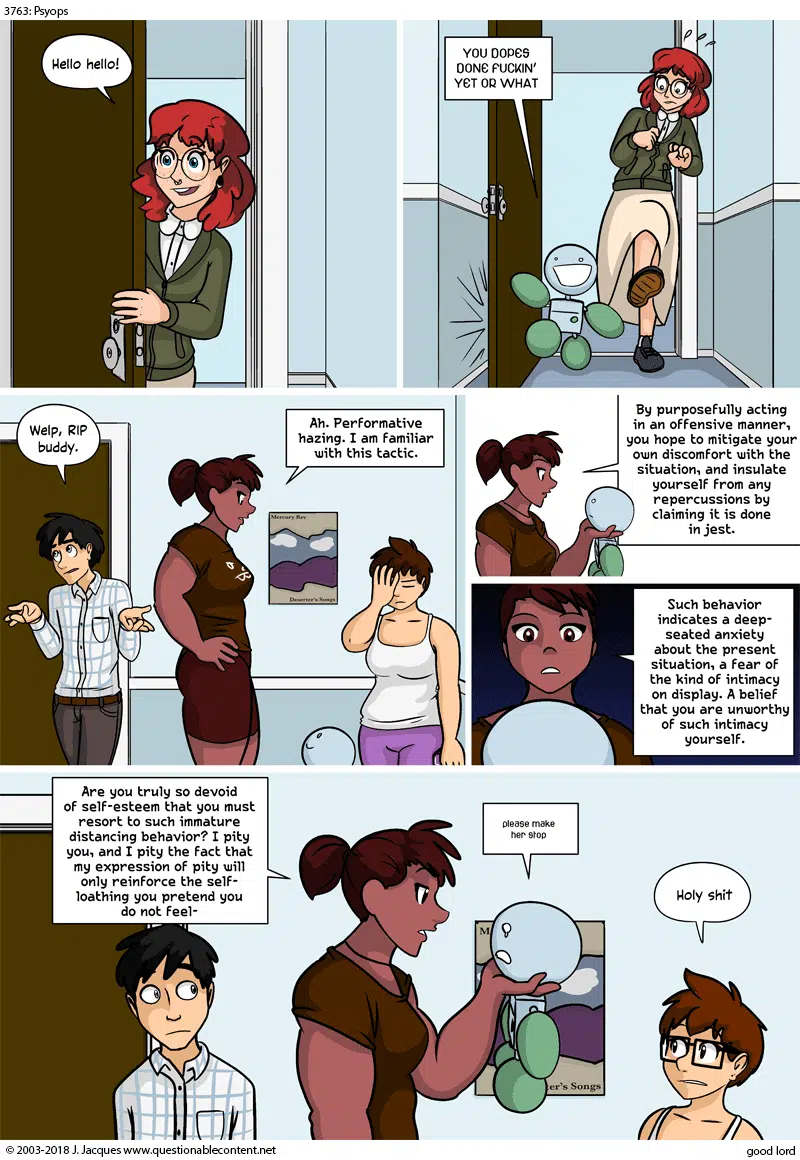 3763: Psyops
Hello hello!
YOU DOPES
DONE FUCKIN'
YET OR WHAT
Welp, RIP
buddy.
Ah. Performative
hazing. I am familiar
with this tactic.
Mercury Rev
Deserter's Songs
By purposefully acting
in an offensive manner,
you hope to mitigate your
own discomfort with the
situation, and insulate
yourself from any
repercussions by
claiming it is done
in jest.
Such behavior
indicates a deep-
seated anxiety
about the present
situation, a fear of
the kind of intimacy
on display. A belief
that you are unworthy
of such intimacy
yourself.
Are you truly so devoid
of self-esteem that you must
resort to such immature
distancing behavior? I pity
you, and I pity the fact that
my expression of pity will
only reinforce the self-
loathing you pretend you
do not feel-
please make
her stop
Holy shit
M
ter's Songs
© 2003-2018 J. Jacques www.questionablecontent.net
good lord